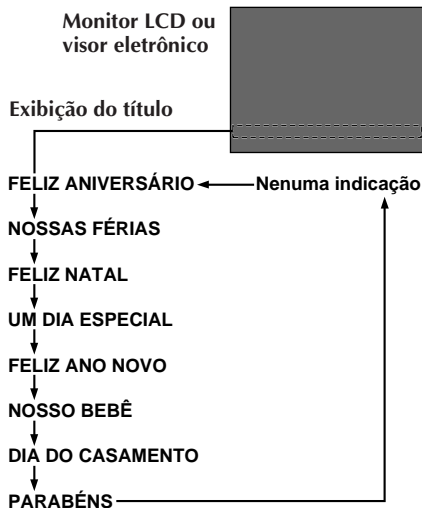 Monitor LCD ou
visor eletrônico
Exibição do título
FELIZ ANIVERSÁRIO
Nenuma indicação
NOSSAS FÉRIAS
FELIZ NATAL
UM DIA ESPECIAL
FELIZ ANO NOVO
NOSSO BEBÊ
DIA DO CASAMENTO
PARABÉNS